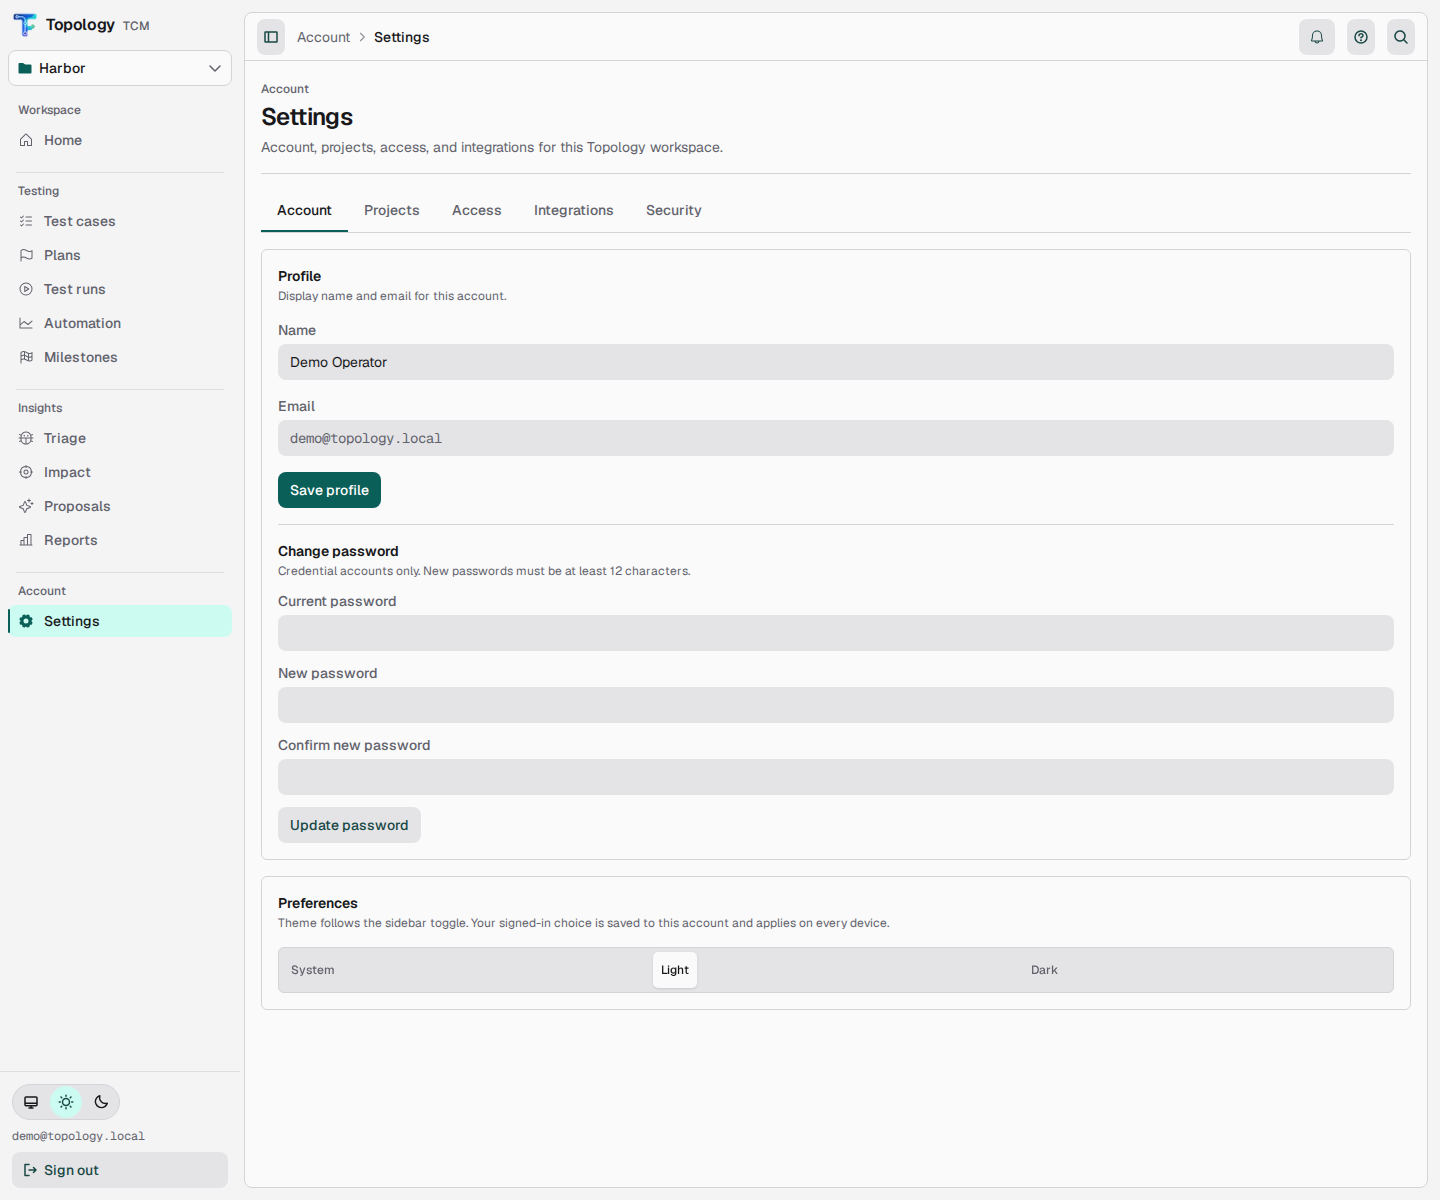 Topology TCM
Harbor
Workspace
Home
Testing
Test cases
Plans
Test runs
Automation
Milestones
Insights
Triage
Impact
Proposals
Reports
Account
Settings
demo@topology.local
Sign out
Account > Settings
Account
Settings
Account, projects, access, and integrations for this Topology workspace.
Account Projects Access Integrations Security
Profile
Display name and email for this account.
Name
Demo Operator
Email
demo@topology.local
Save profile
Change password
Credential accounts only. New passwords must be at least 12 characters.
Current password
New password
Confirm new password
Update password
Preferences
Theme follows the sidebar toggle. Your signed-in choice is saved to this account and applies on every device.
System Light Dark